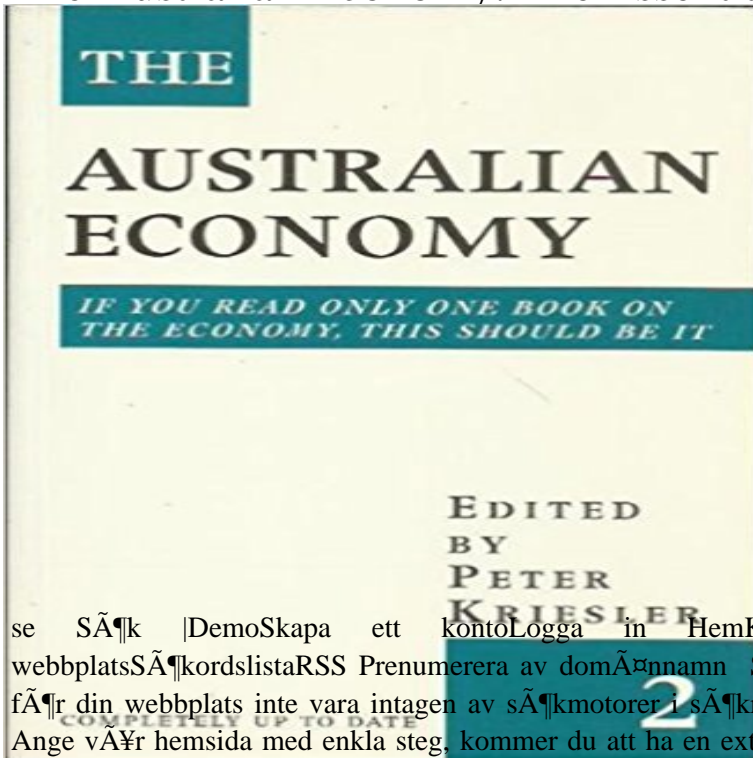 THE
AUSTRALIAN
ECONOMY
IF YOU READ ONLY ONE BOOK ON
THE ECONOMY, THIS SHOULD BE IT
EDITED
BY
PETER
KRIESLER
se SÃ¶k |DemoSkapa ett kontoLogga in
webbplatsSÃ¶kordslistaRSS Prenumerera av domÃ¤nnamn
fÃ¶r din webbplats inte vara intagen av sÃ¶kmotorer i
COMPLETELY UP TO DATE
2
Ange vÃ¥r hemsida med enkla steg, kommer du att ha en